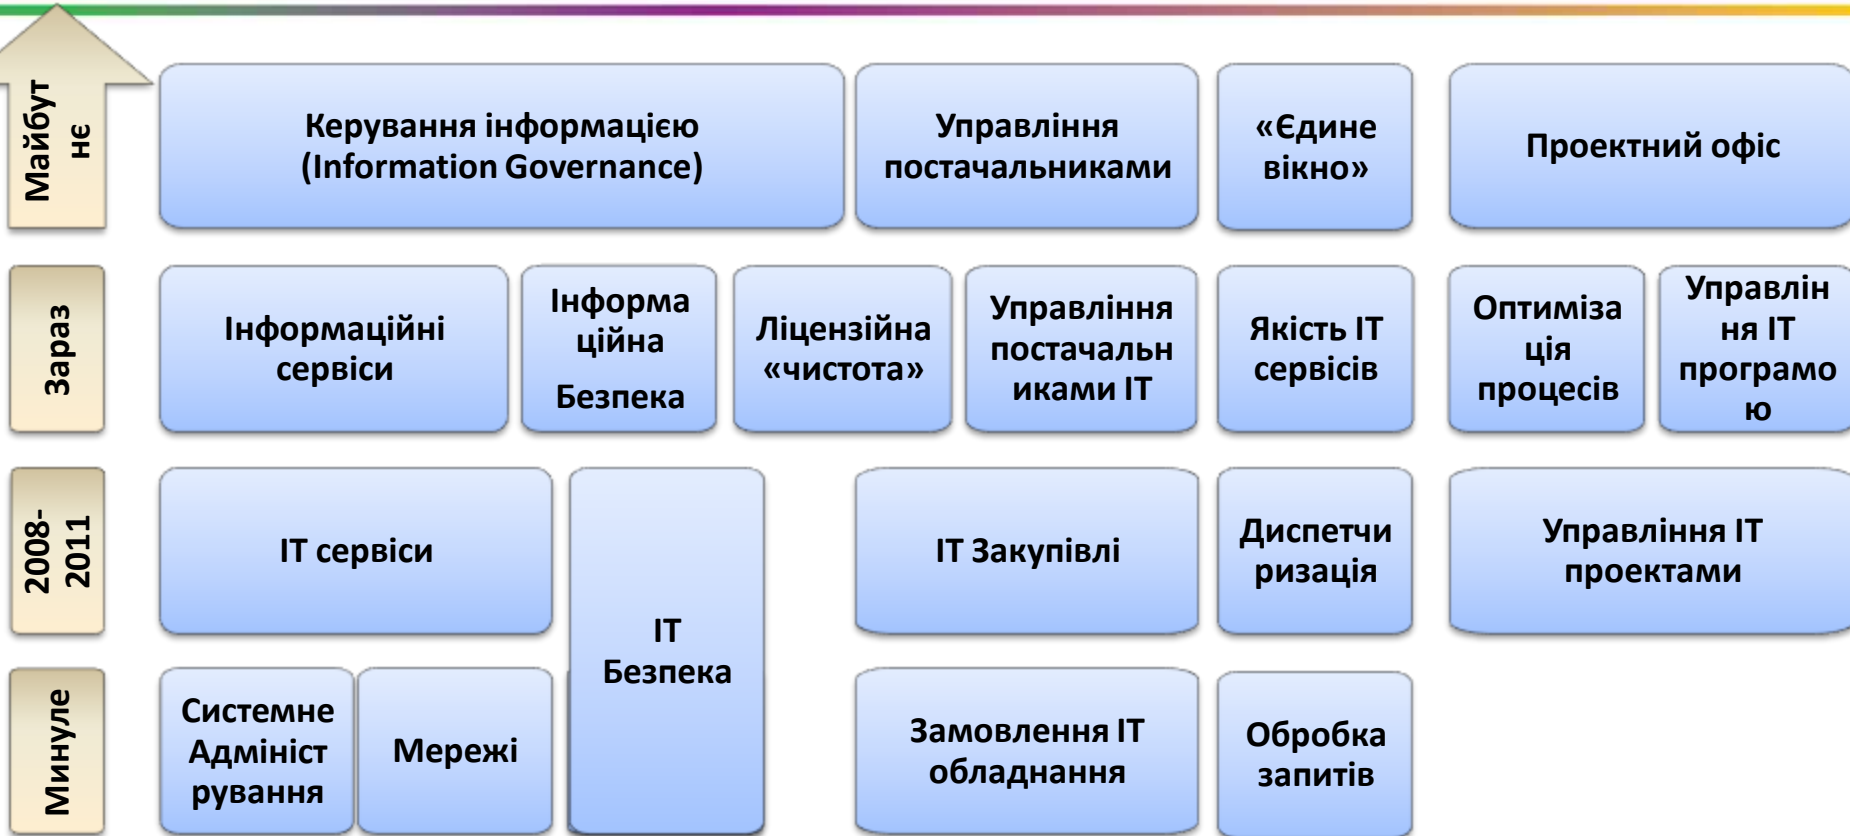 Майбут
нє
Керування інформацією
(Information Governance)
Управління
постачальниками
«Єдине
вікно»
Проектний офіс
Зараз
Інформаційні
сервіси
Інформа
ційна
Безпека
Ліцензійна
«чистота»
Управління
постачальн
иками ІТ
Якість ІТ
сервісів
Оптиміза
ція
процесів
Управлін
ня ІТ
програмо
ю
2008-
2011
ІТ сервіси
ІТ
Безпека
ІТ Закупівлі
Диспетчи
ризація
Управління ІТ
проектами
Минуле
Системне
Адмініст
рування
Мережі
Замовлення ІТ
обладнання
Обробка
запитів